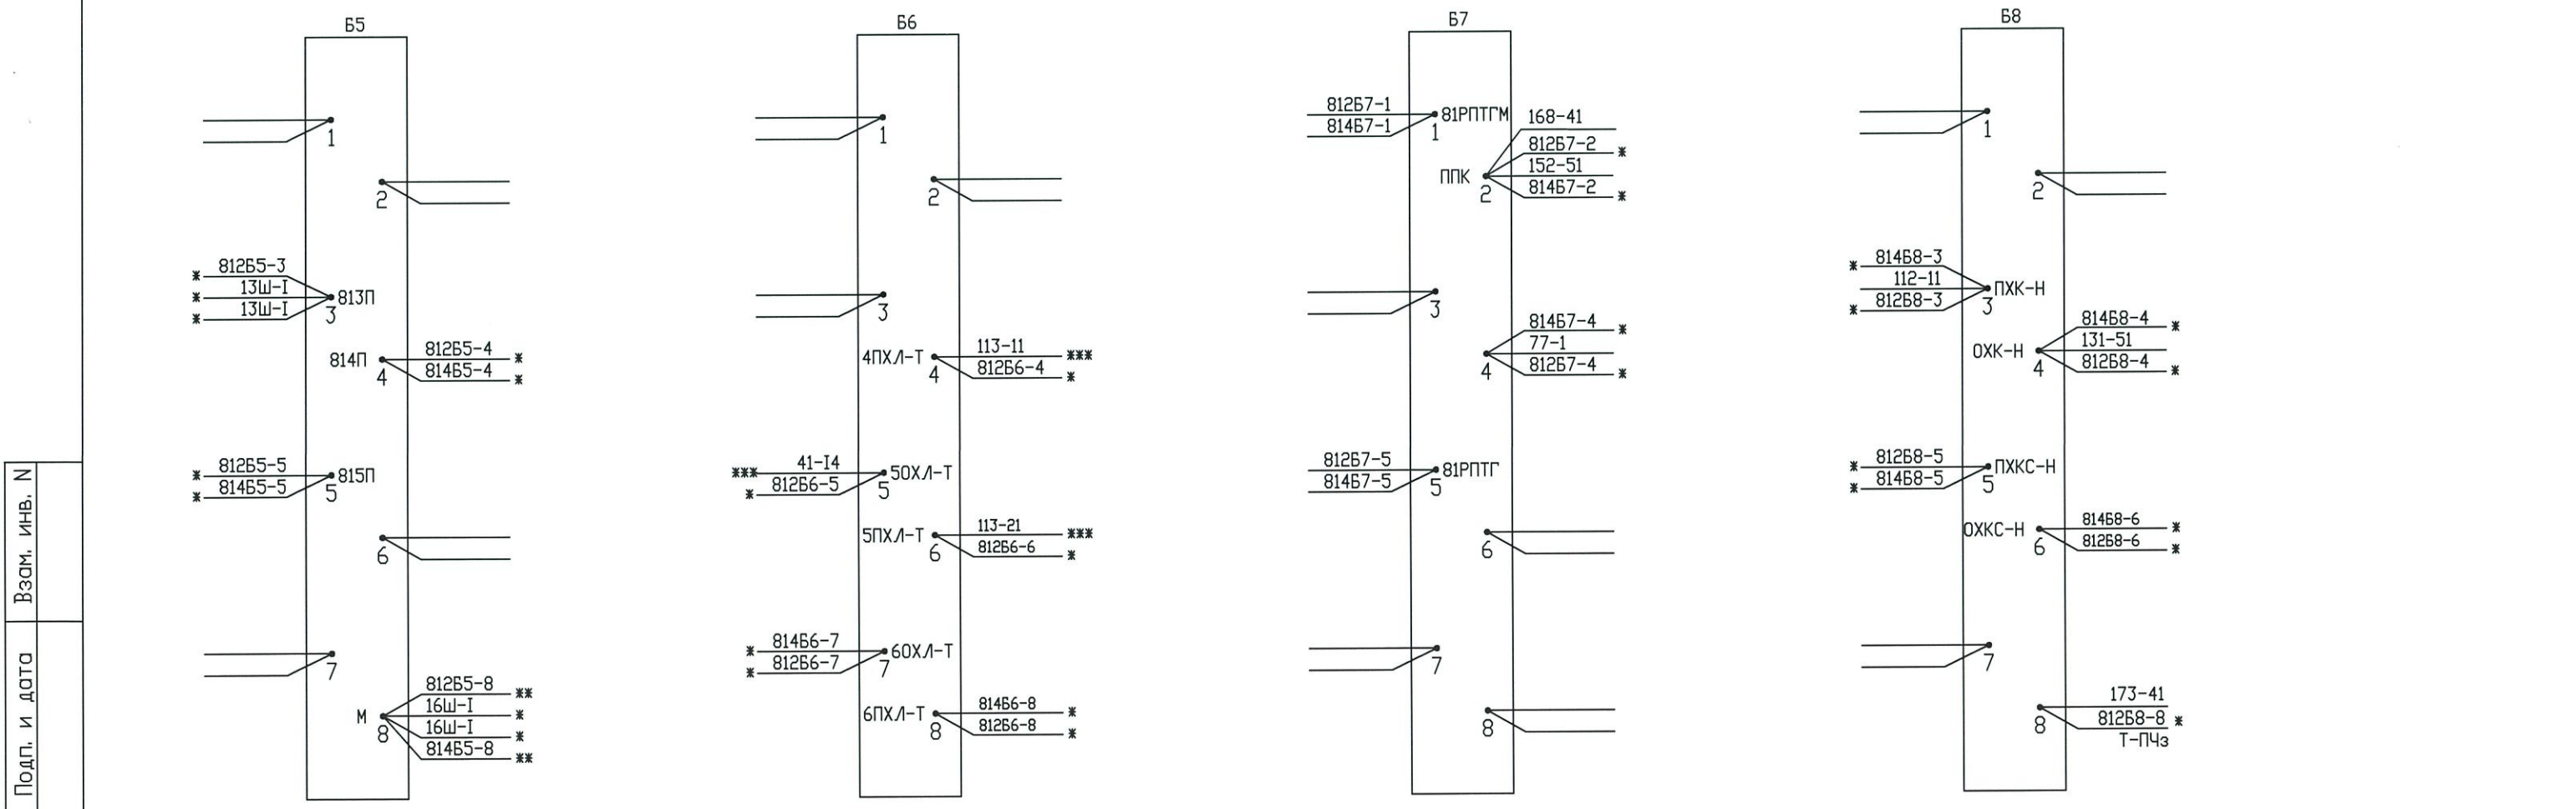 Б5
1
2
812Б5-3
*
13Ш-I
*
813П
13Ш-I
*
3
814П
812Б5-4
*
814Б5-4
*
4
812Б5-5
*
815П
814Б5-5
*
5
6
7
812Б5-8
**
М
16Ш-I
*
16Ш-I
*
8
814Б5-8
**
Б6
1
2
3
4ПХЛ-Т
113-11
***
812Б6-4
*
4
41-14
***
5ОХЛ-Т
812Б6-5
*
5
5ПХЛ-Т
113-21
***
812Б6-6
*
6
814Б6-7
*
6ОХЛ-Т
812Б6-7
*
7
6ПХЛ-Т
814Б6-8
*
812Б6-8
*
8
Б7
812Б7-1
81РПТГМ
814Б7-1
1
168-41
812Б7-2
*
ППК
152-51
814Б7-2
*
2
3
814Б7-4
*
77-1
812Б7-4
*
4
812Б7-5
81РПТГ
814Б7-5
5
6
7
8
Б8
1
2
814Б8-3
*
112-11
ПХК-Н
812Б8-3
*
3
814Б8-4
*
ОХК-Н
131-51
812Б8-4
*
4
812Б8-5
*
ПХКС-Н
814Б8-5
*
5
ОХКС-Н
814Б8-6
*
812Б8-6
*
6
7
173-41
812Б8-8
*
8
Т-ПЧз
Взам. инв. N
Подп. и дата